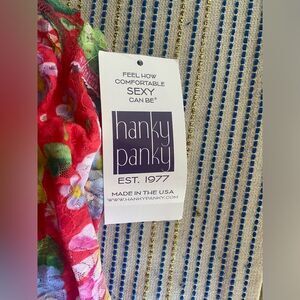 FEEL HOW
COMFORTABLE
SEXY
CAN BE®
hanky
panky
EST. 1977
MADE IN THE USA
WWW.HANKYPANKY.COM